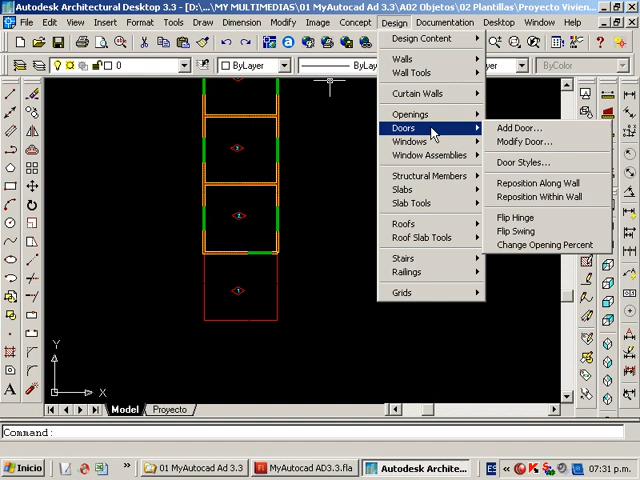 Autodesk Architectural Desktop 3.3 - [D:\...\MY MULTIMEDIAS\01 MyAutocad Ad 3.3\A02 Objetos\02 Plantillas\Proyecto Vivien...
File Edit View Insert Format Dimension Modify Image Concept Design Documentation Desktop Window Help
0 ByLayer ByLayer ByColor
Design Content
Walls
Wall Tools
Curtain Walls
Openings
Doors
Windows
Window Assemblies
Structural Members
Slabs
Slab Tools
Roofs
Roof Slab Tools
Stairs
Railings
Grids
Add Door...
Modify Door...
Door Styles...
Reposition Along Wall
Reposition Within Wall
Flip Hinge
Flip Swing
Change Opening Percent
3
2
1
Y
X
Model Proyecto
Command:
Inicio 01 MyAutocad Ad 3.3 MyAutocad AD3.3.fla Autodesk Architecte... ES 07:31 p.m.